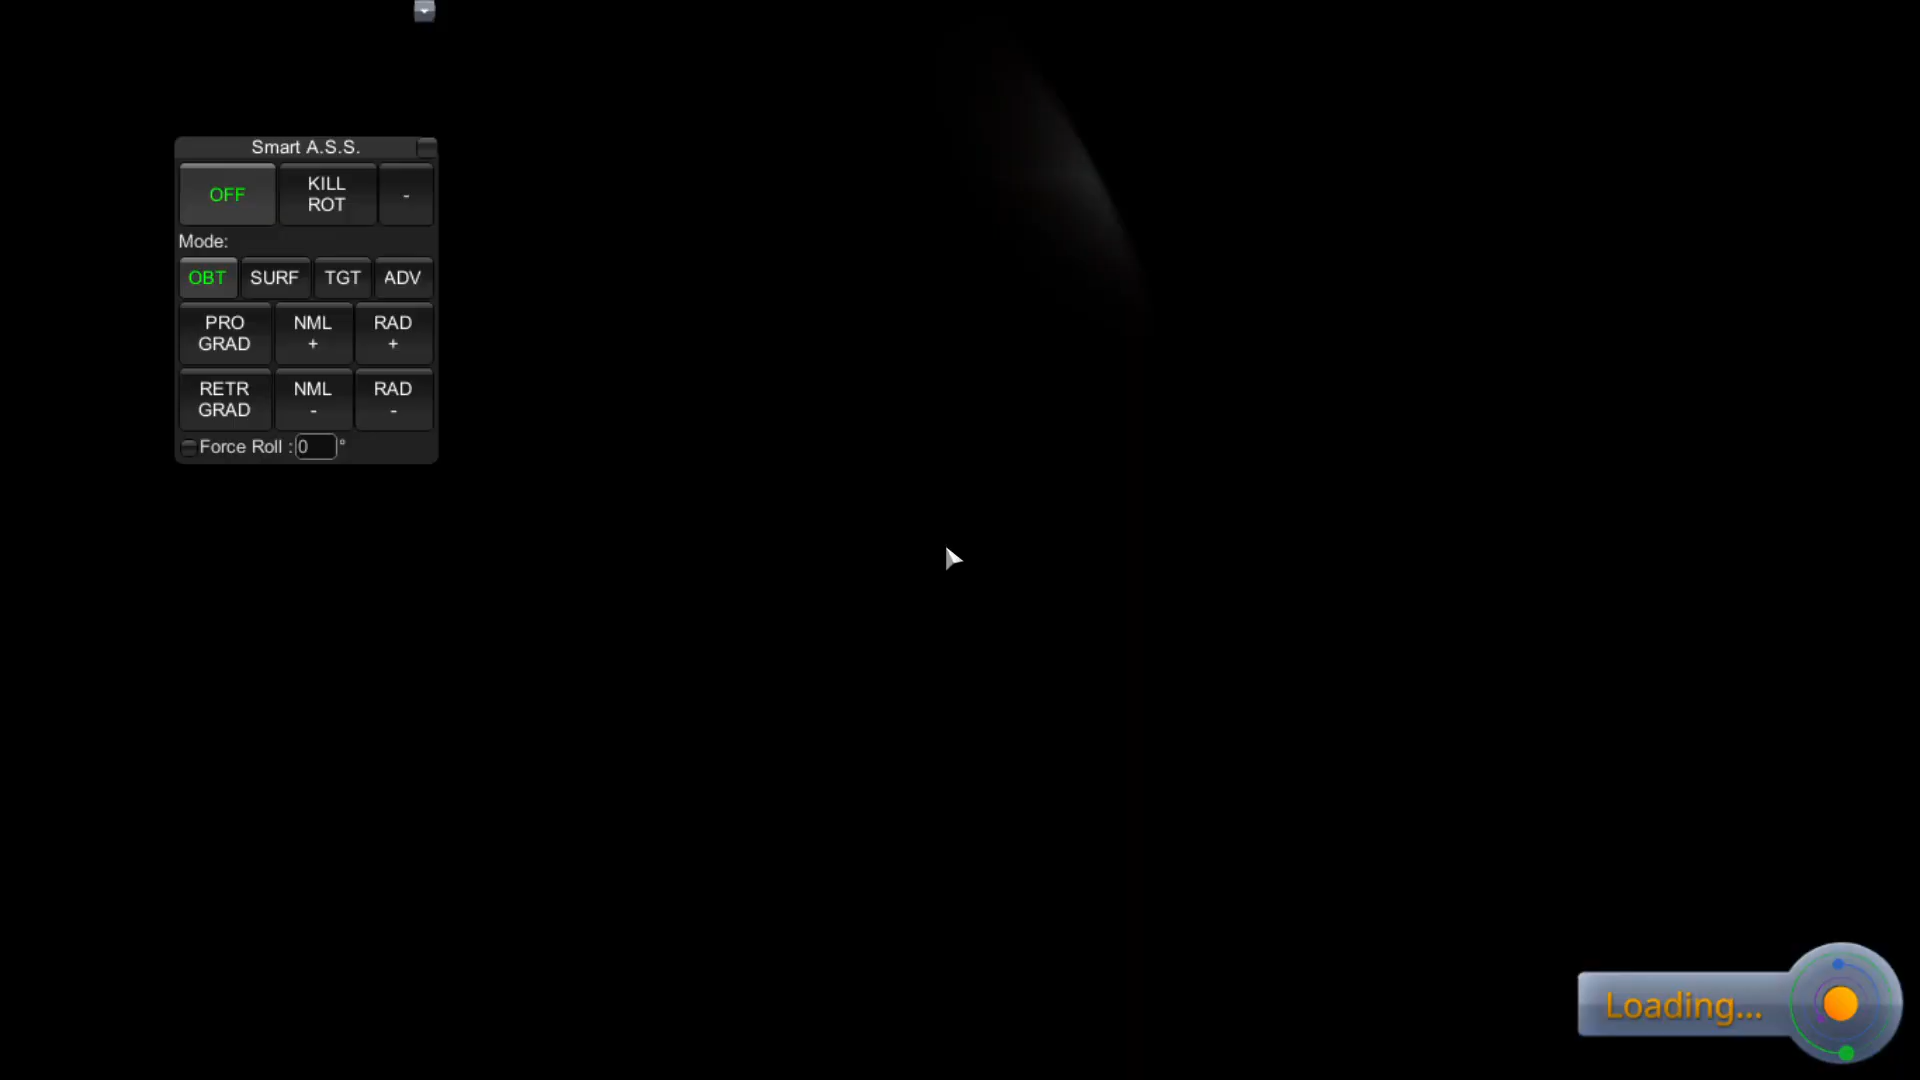 Smart A.S.S.
OFF
KILL
ROT
-
Mode:
OBT SURF TGT ADV
PRO
GRAD
NML
+
RAD
+
RETR
GRAD
NML
-
RAD
-
Force Roll : 0 °
Loading...